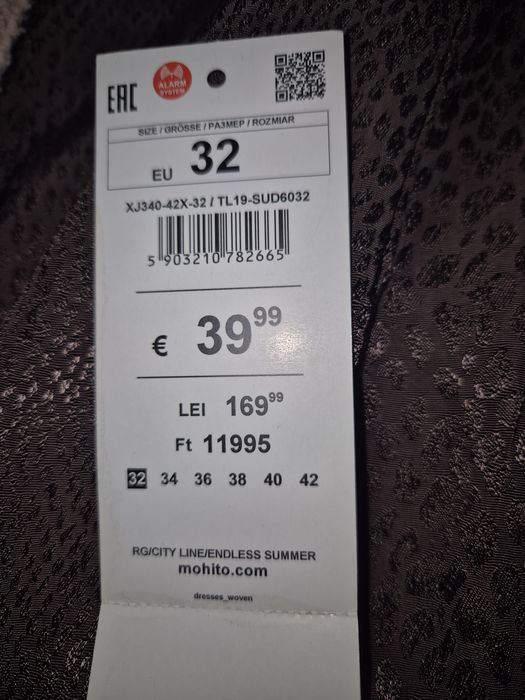 EAC
ALARM
SYSTEM
SIZE / GRÖSSE / РАЗМЕР / ROZMIAR
EU 32
XJ340-42X-32 / TL19-SUD6032
5 903210 782665
€ 39⁹⁹
LEI 169⁹⁹
Ft 11995
32 34 36 38 40 42
RG/CITY LINE/ENDLESS SUMMER
mohito.com
dresses_woven